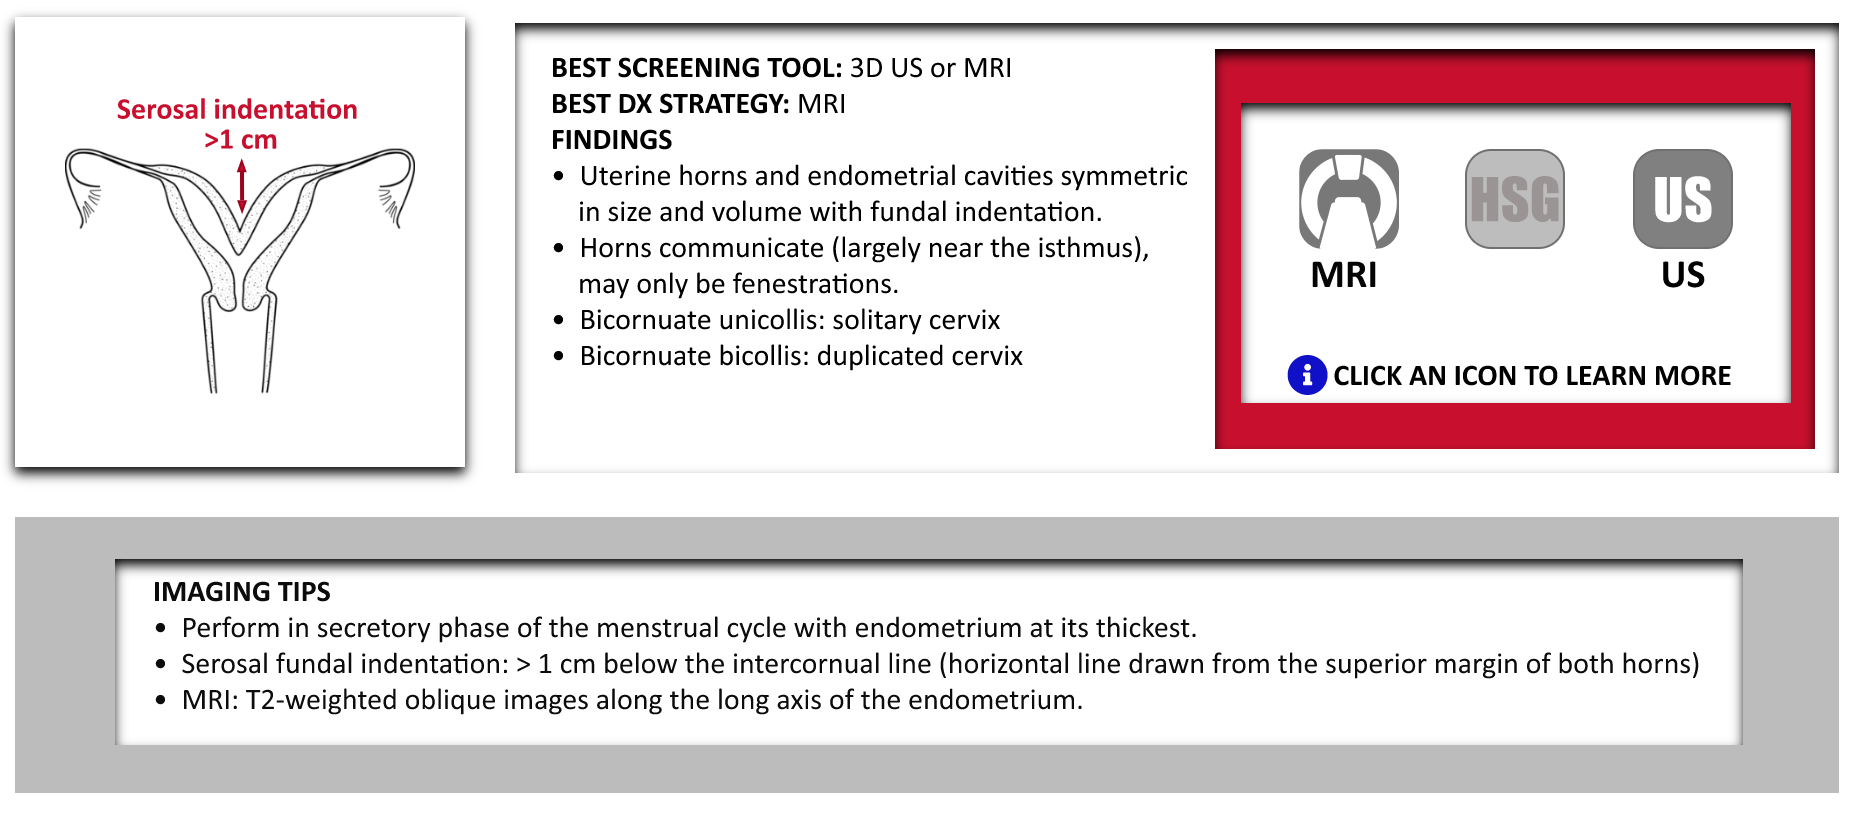 Serosal indentation
>1 cm
BEST SCREENING TOOL: 3D US or MRI
BEST DX STRATEGY: MRI
FINDINGS
• Uterine horns and endometrial cavities symmetric
in size and volume with fundal indentation.
• Horns communicate (largely near the isthmus),
may only be fenestrations.
• Bicornuate unicollis: solitary cervix
• Bicornuate bicollis: duplicated cervix
HSG
US
MRI
US
i CLICK AN ICON TO LEARN MORE
IMAGING TIPS
• Perform in secretory phase of the menstrual cycle with endometrium at its thickest.
• Serosal fundal indentation: > 1 cm below the intercornual line (horizontal line drawn from the superior margin of both horns)
• MRI: T2-weighted oblique images along the long axis of the endometrium.